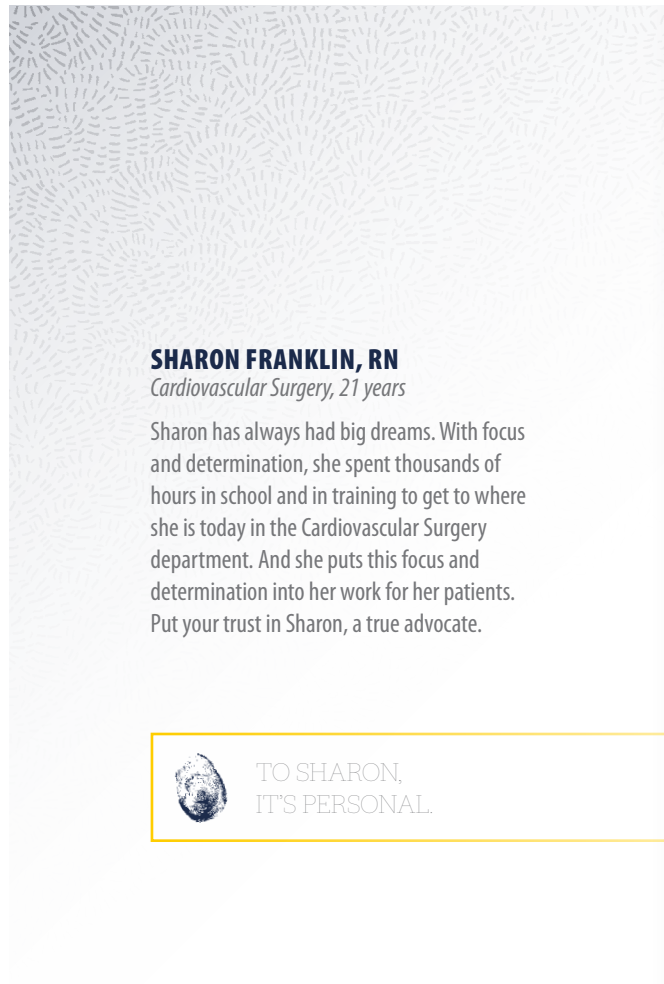 SHARON FRANKLIN, RN
Cardiovascular Surgery, 21 years
Sharon has always had big dreams. With focus
and determination, she spent thousands of
hours in school and in training to get to where
she is today in the Cardiovascular Surgery
department. And she puts this focus and
determination into her work for her patients.
Put your trust in Sharon, a true advocate.
TO SHARON,
IT’S PERSONAL.